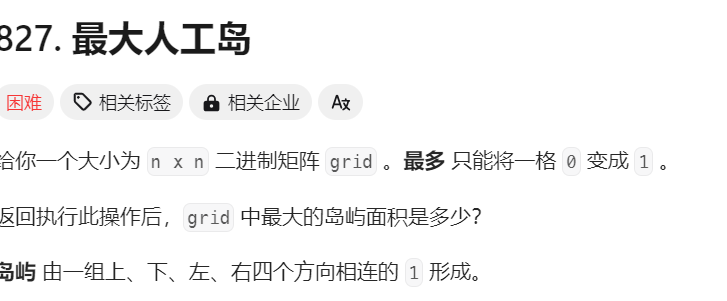 827. 最大人工岛
困难 相关标签 相关企业 Aあ
给你一个大小为 n x n 二进制矩阵 grid 。最多 只能将一格 0 变成 1 。
返回执行此操作后，grid 中最大的岛屿面积是多少？
岛屿 由一组上、下、左、右四个方向相连的 1 形成。